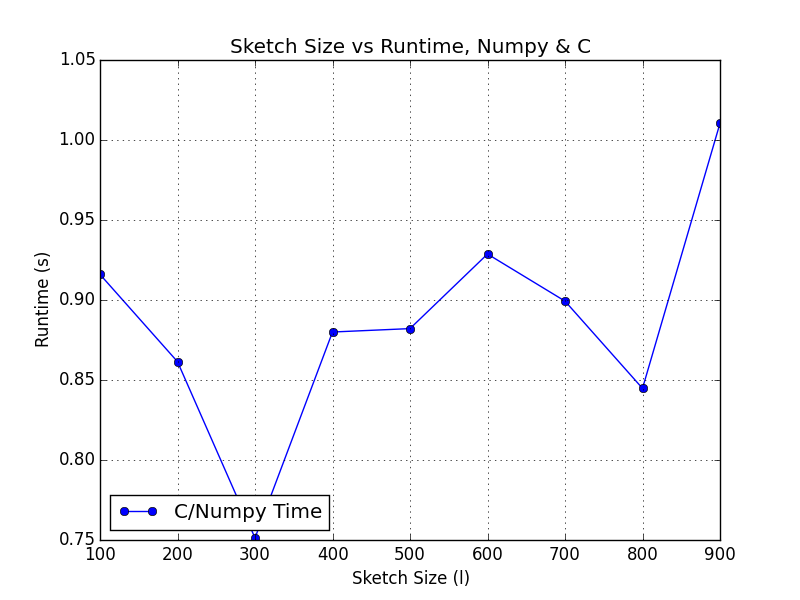 Sketch Size vs Runtime, Numpy & C
1.05
1.00
0.95
0.90
0.85
0.80
0.75
Runtime (s)
C/Numpy Time
100 200 300 400 500 600 700 800 900
Sketch Size (l)